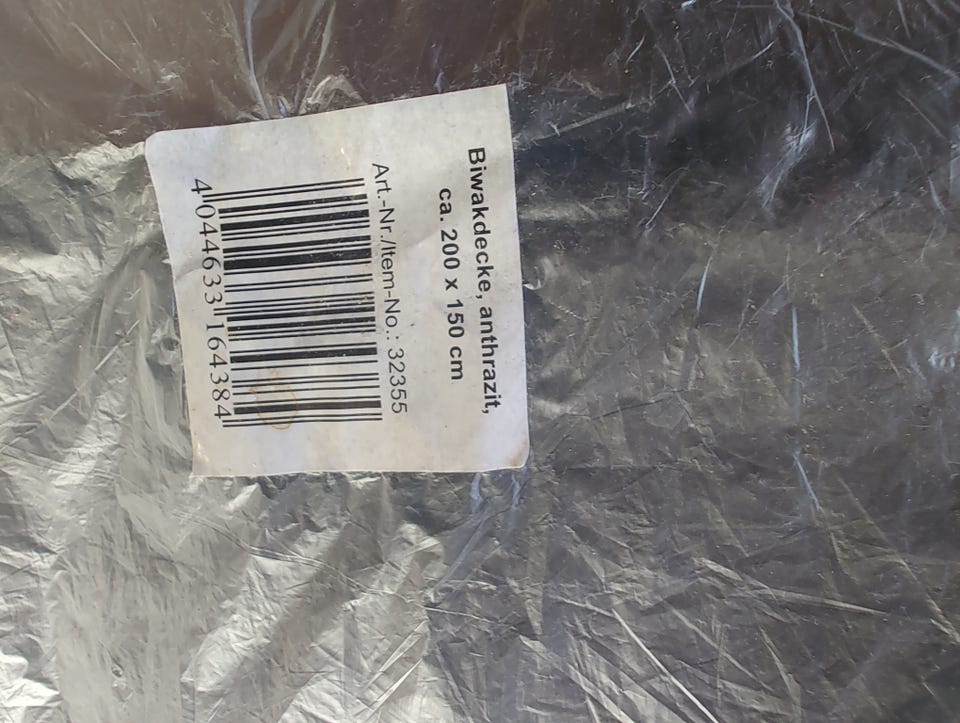 Biwakdecke, anthrazit,
ca. 200 x 150 cm
Art.-Nr./Item-No.: 32355
4 044633 164384